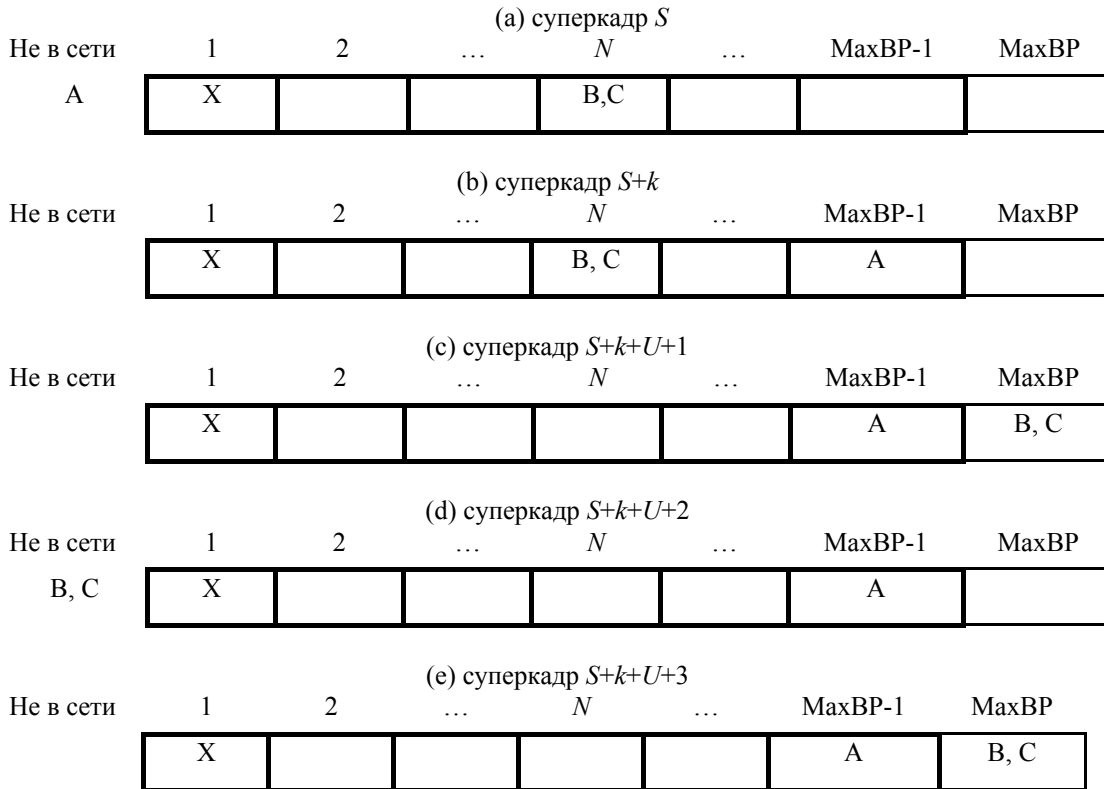 (a) суперкадр S
Не в сети 1 2 … N … MaxBP-1 MaxBP
A X B,C
(b) суперкадр S+k
Не в сети 1 2 … N … MaxBP-1 MaxBP
X B, C A
(c) суперкадр S+k+U+1
Не в сети 1 2 … N … MaxBP-1 MaxBP
X A B, C
(d) суперкадр S+k+U+2
Не в сети 1 2 … N … MaxBP-1 MaxBP
B, C X A
(e) суперкадр S+k+U+3
Не в сети 1 2 … N … MaxBP-1 MaxBP
X A B, C